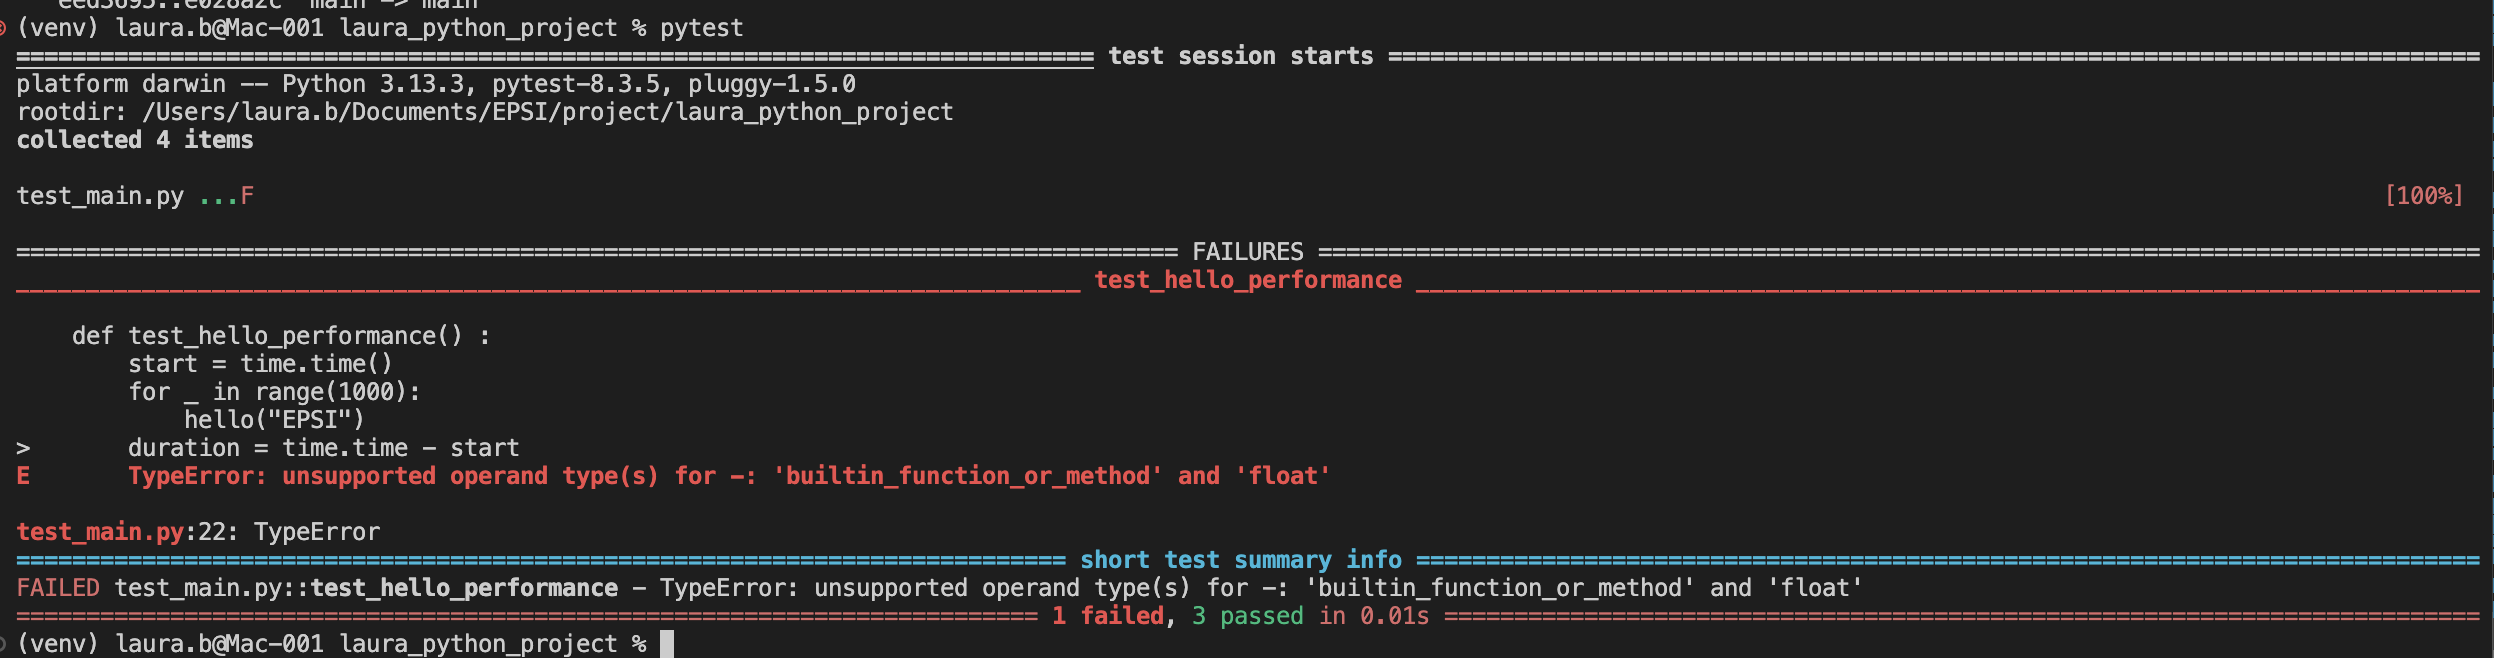 eed3695..e028a2c  main -> main
(venv) laura.b@Mac-001 laura_python_project % pytest
============================================================================= test session starts ==============================================================================
platform darwin -- Python 3.13.3, pytest-8.3.5, pluggy-1.5.0
rootdir: /Users/laura.b/Documents/EPSI/project/laura_python_project
collected 4 items
test_main.py ...F [100%]
=================================================================================== FAILURES ===================================================================================
____________________________________________________________________________ test_hello_performance ____________________________________________________________________________
    def test_hello_performance() :
        start = time.time()
        for _ in range(1000):
            hello("EPSI")
>       duration = time.time - start
E       TypeError: unsupported operand type(s) for -: 'builtin_function_or_method' and 'float'
test_main.py:22: TypeError
=========================================================================== short test summary info ============================================================================
FAILED test_main.py::test_hello_performance - TypeError: unsupported operand type(s) for -: 'builtin_function_or_method' and 'float'
========================================================================= 1 failed, 3 passed in 0.01s ==========================================================================
(venv) laura.b@Mac-001 laura_python_project %